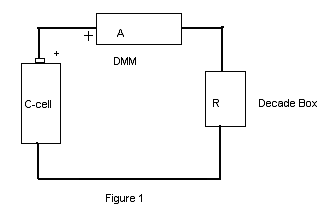 A
+
+
DMM
C-cell
R
Decade Box
Figure 1